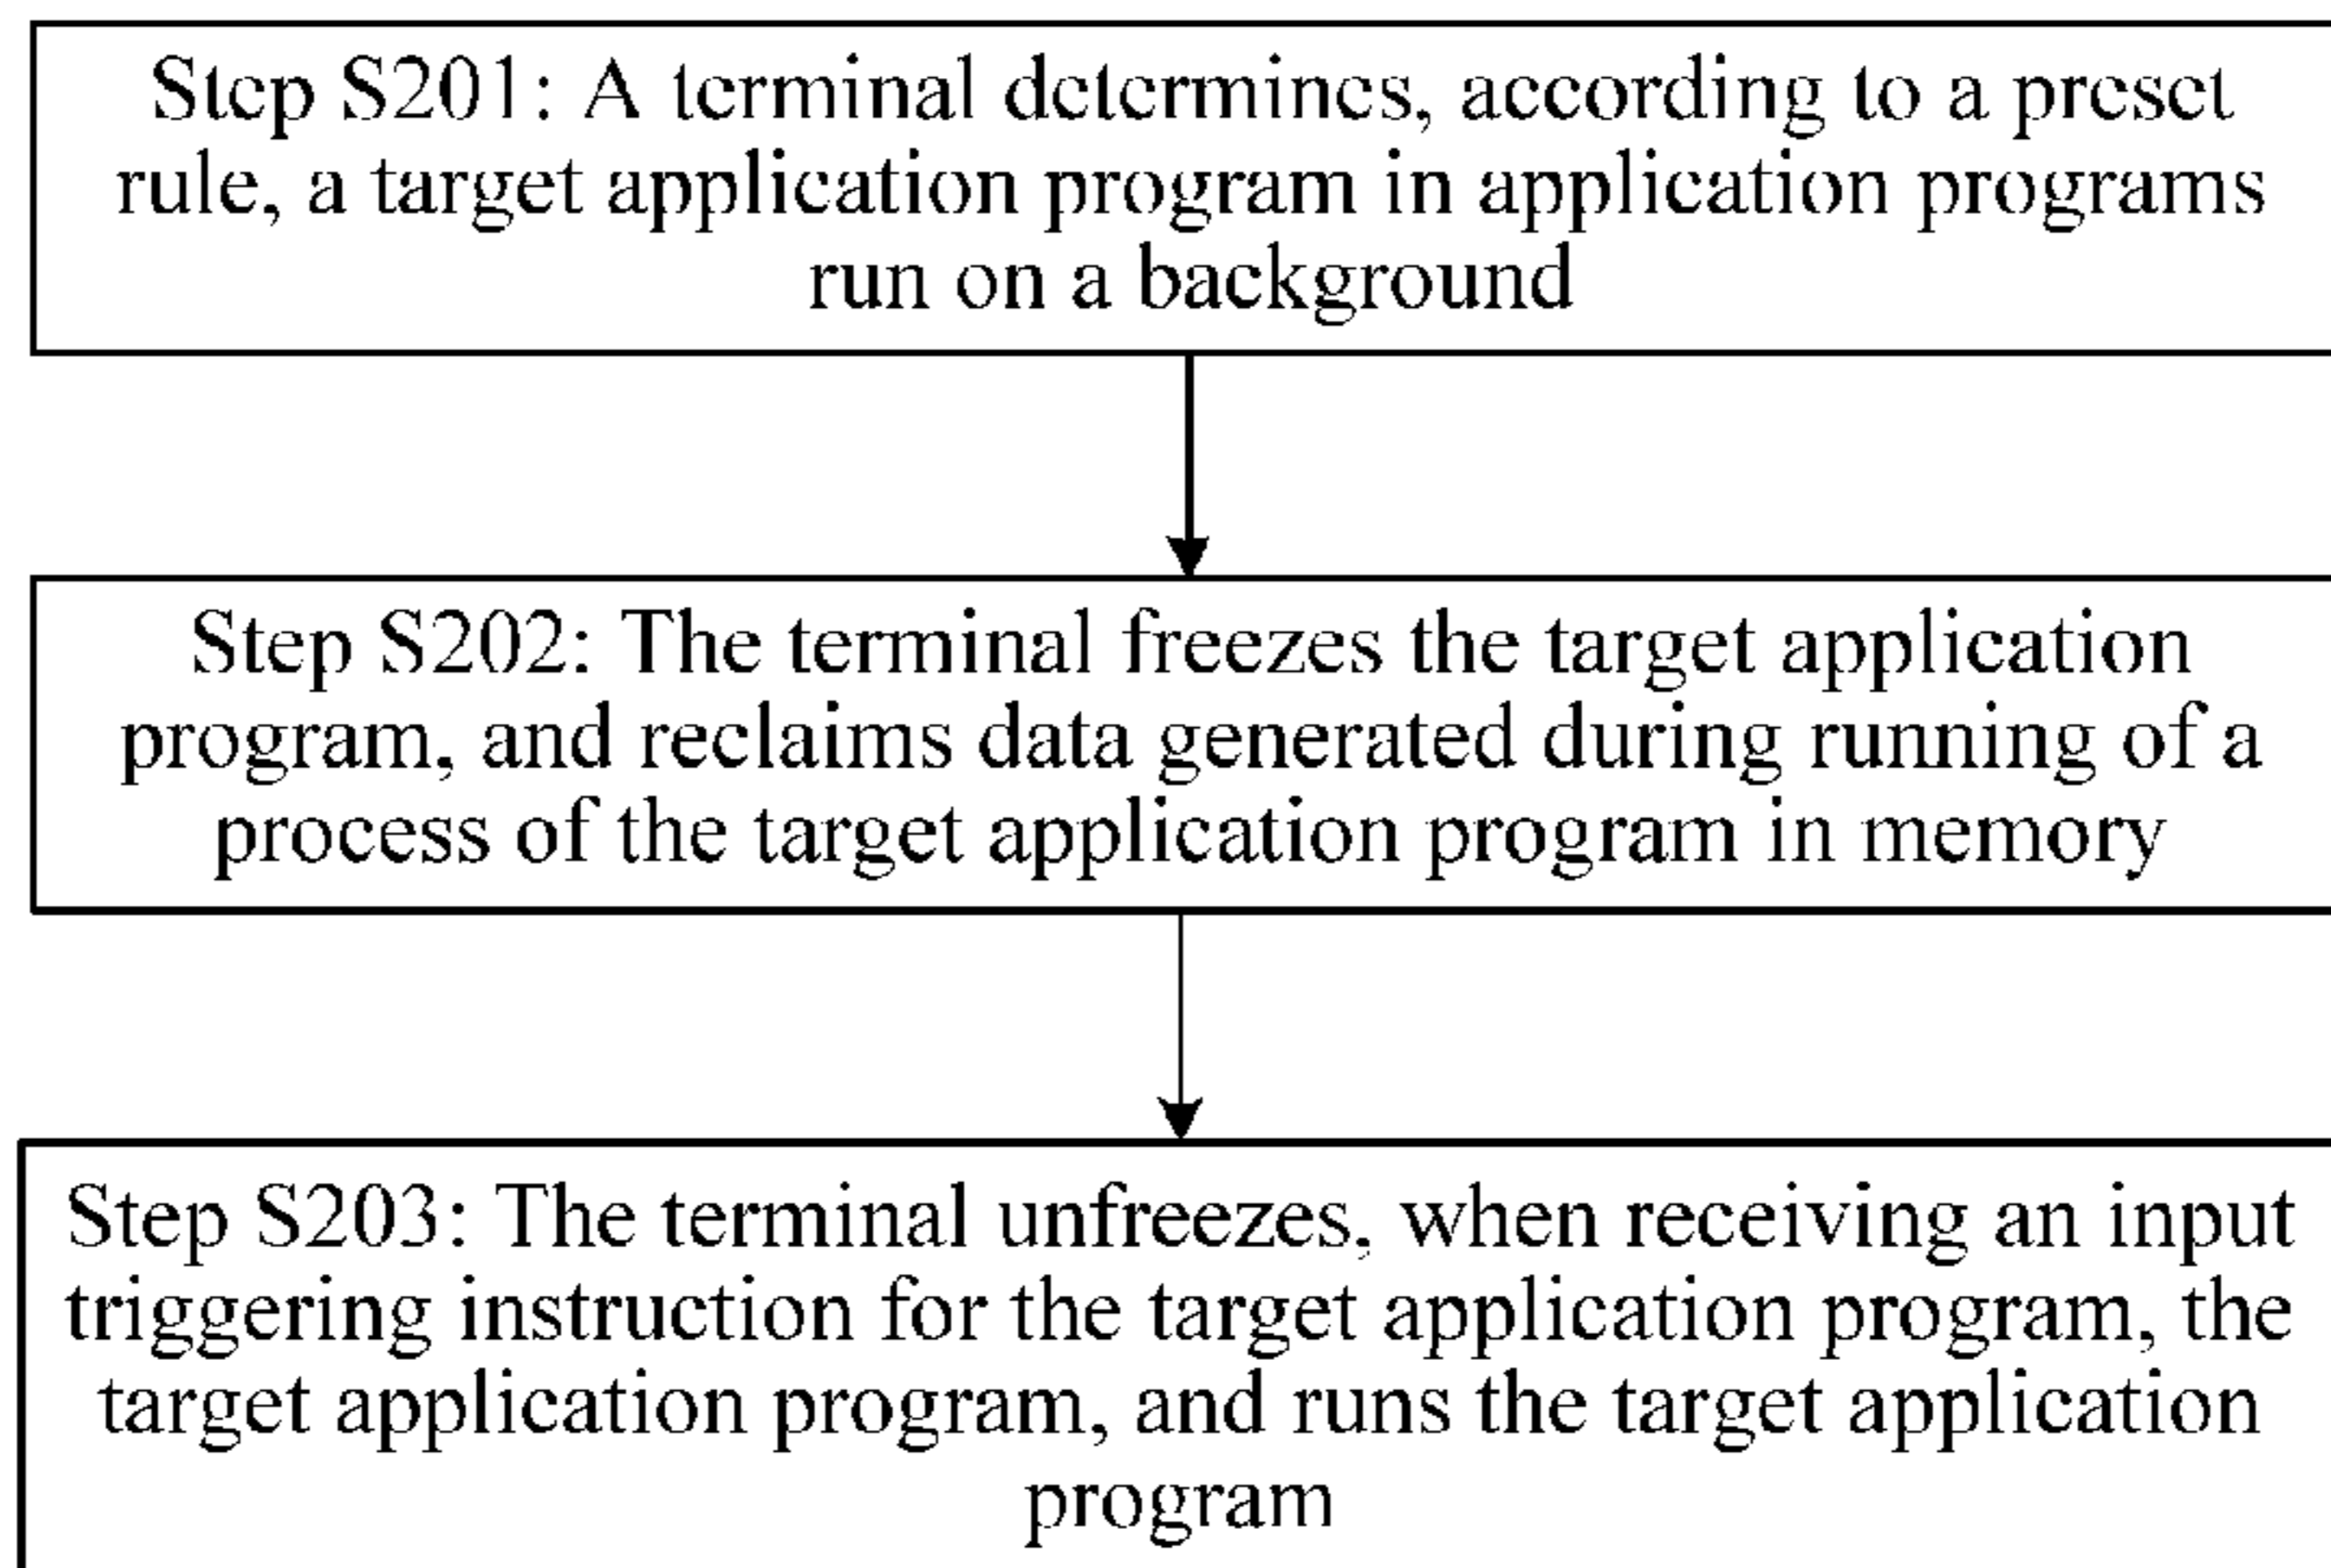 Step S201: A terminal determines, according to a preset
rule, a target application program in application programs
run on a background
Step S202: The terminal freezes the target application
program, and reclaims data generated during running of a
process of the target application program in memory
Step S203: The terminal unfreezes, when receiving an input
triggering instruction for the target application program, the
target application program, and runs the target application
program